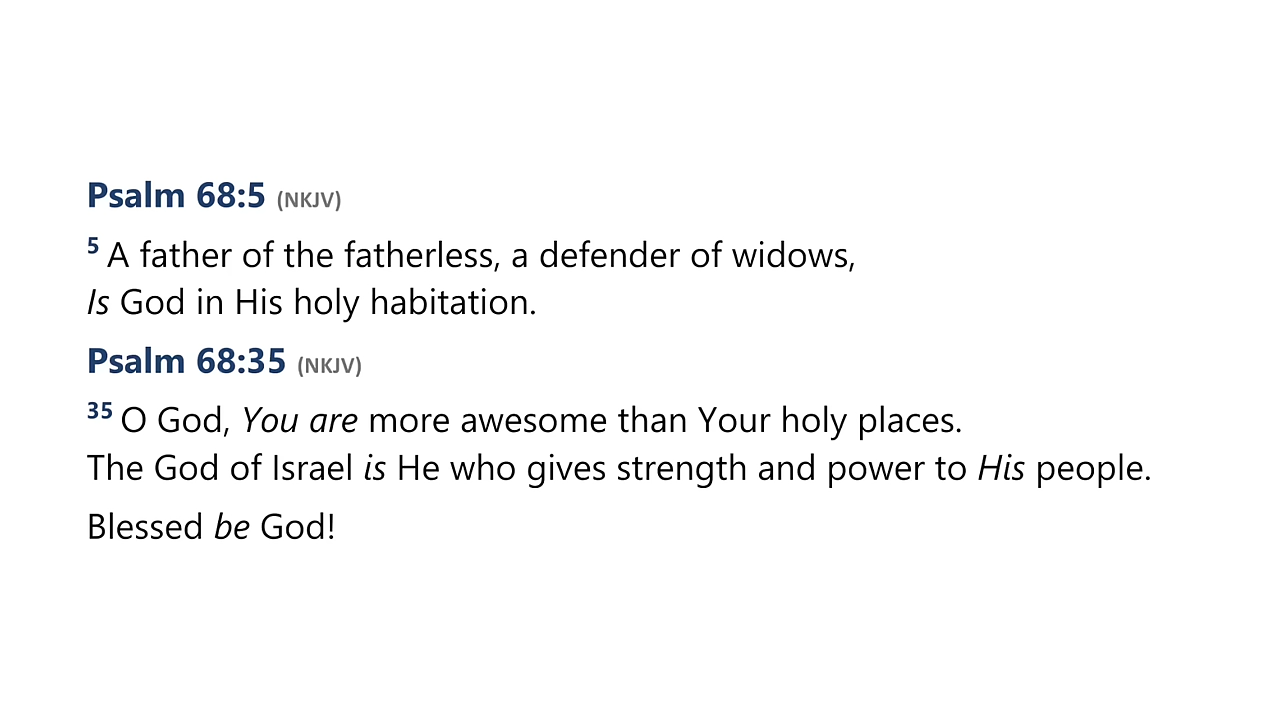 Psalm 68:5 (NKJV)
5 A father of the fatherless, a defender of widows,
Is God in His holy habitation.
Psalm 68:35 (NKJV)
35 O God, You are more awesome than Your holy places.
The God of Israel is He who gives strength and power to His people.
Blessed be God!